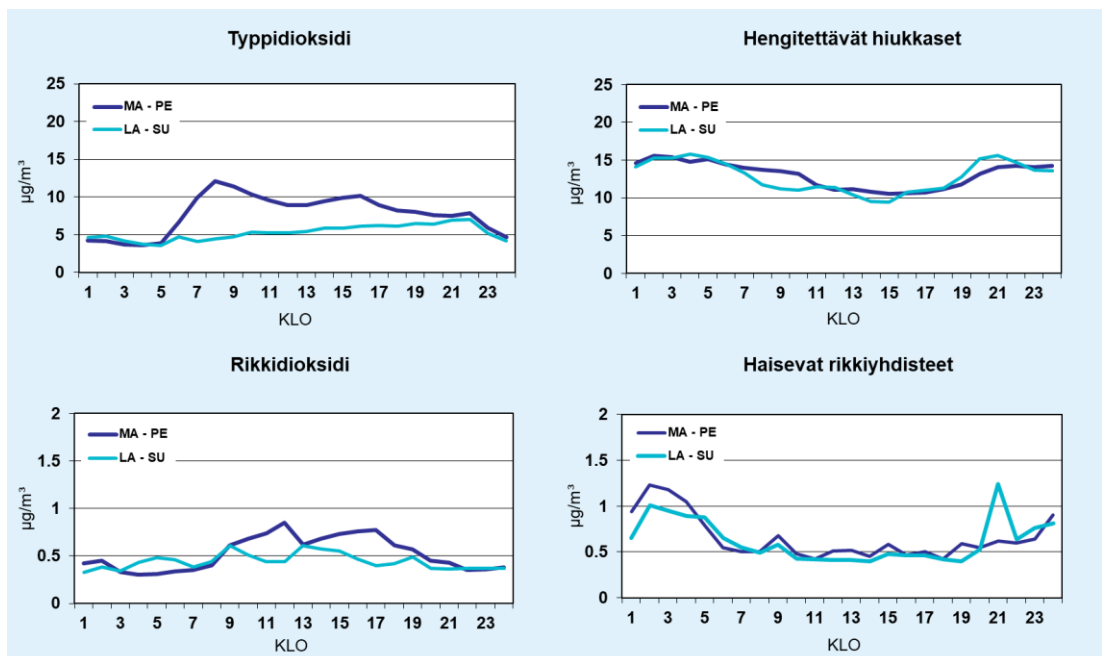 Typpidioksidi
25
20
15
10
5
0
µg/m³
MA - PE
LA - SU
1 3 5 7 9 11 13 15 17 19 21 23
KLO
Hengitettävät hiukkaset
25
20
15
10
5
0
µg/m³
MA - PE
LA - SU
1 3 5 7 9 11 13 15 17 19 21 23
KLO
Rikkidioksidi
2
1.5
1
0.5
0
µg/m³
MA - PE
LA - SU
1 3 5 7 9 11 13 15 17 19 21 23
KLO
Haisevat rikkiyhdisteet
2
1.5
1
0.5
0
µg/m³
MA - PE
LA - SU
1 3 5 7 9 11 13 15 17 19 21 23
KLO